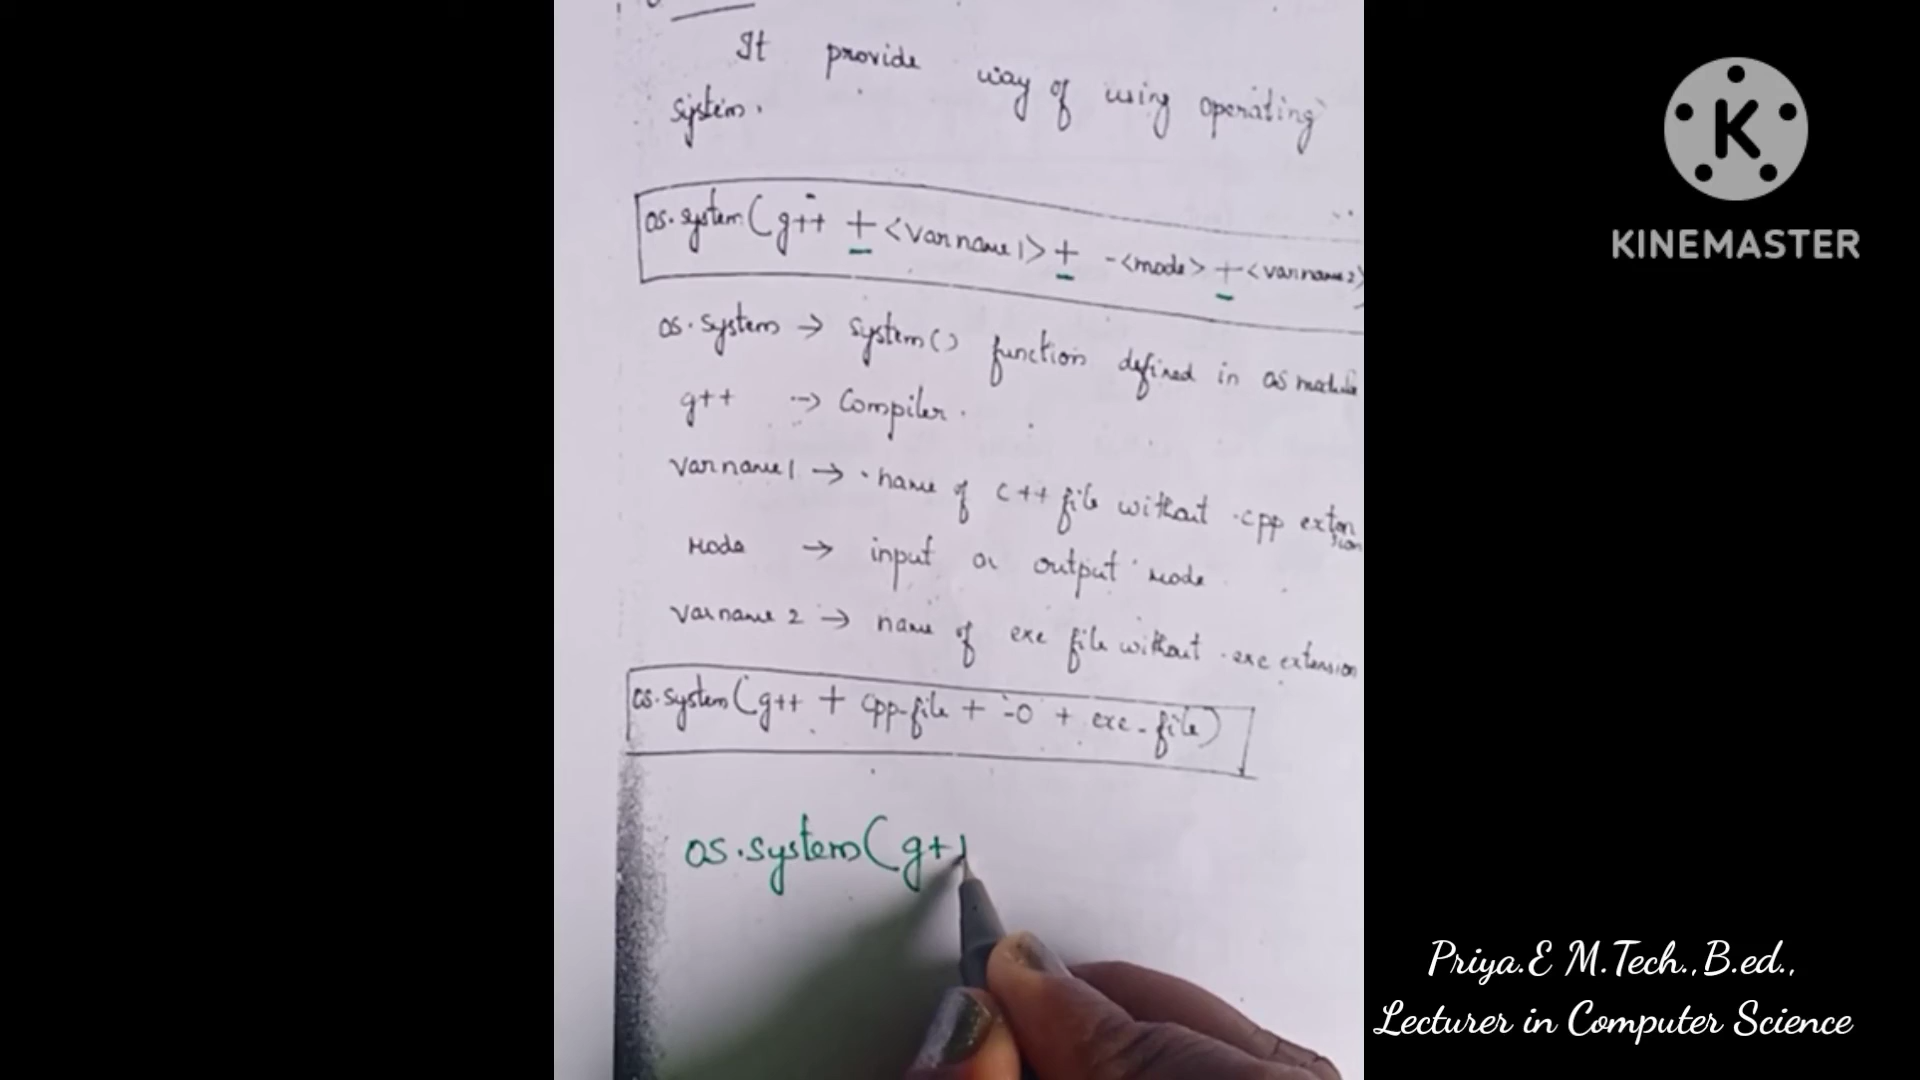 It provide way of using operating
system.
os.system(g++ + <varname1> + -<mode> + <varname2>
os.system → system() function defined in os module
g++ → Compiler.
varname1 → name of C++ file without .cpp extension
Mode → input or output mode
Varname 2 → name of exe file without .exe extension
os.system(g++ + cpp-file + -o + exe-file)
os.system(g+
KINEMASTER
Priya.E M.Tech.,B.ed.,
Lecturer in Computer Science